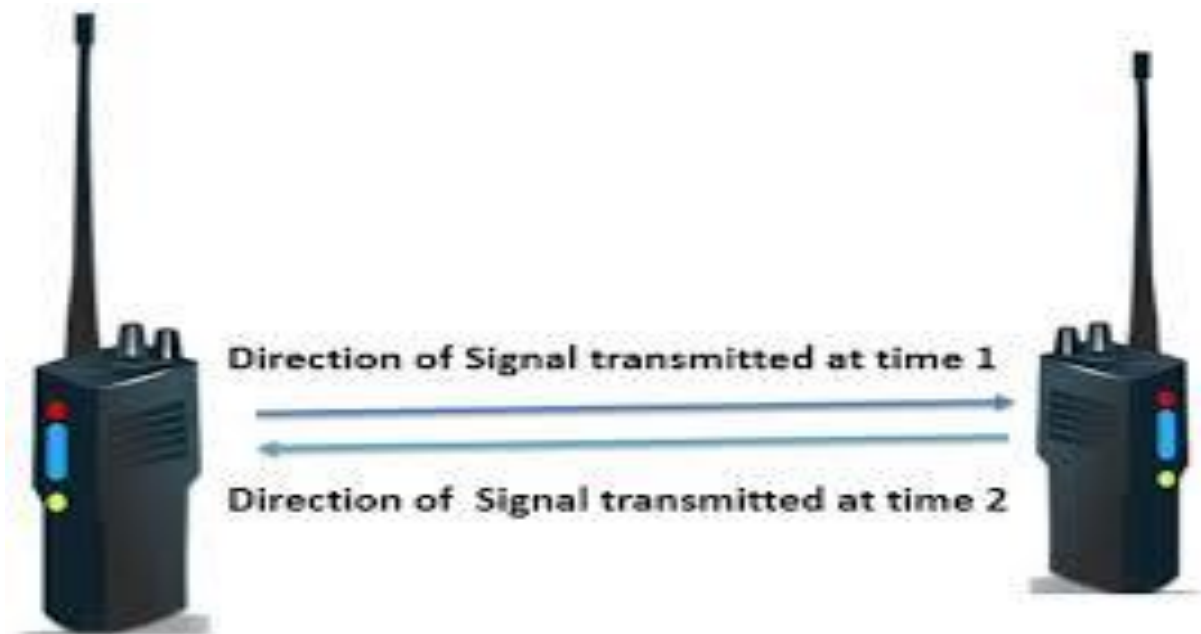 Direction of Signal transmitted at time 1
Direction of Signal transmitted at time 2